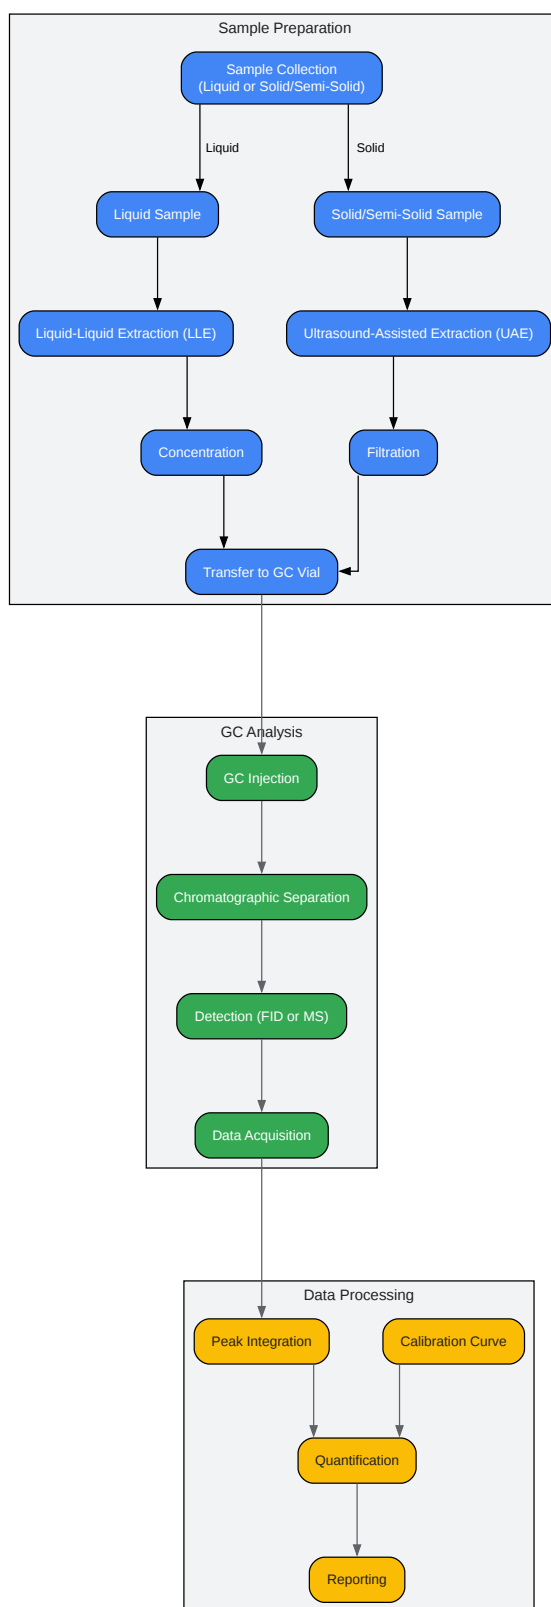 Sample Preparation
Sample Collection
(Liquid or Solid/Semi-Solid)
Liquid
Solid
Liquid Sample
Solid/Semi-Solid Sample
Liquid-Liquid Extraction (LLE)
Ultrasound-Assisted Extraction (UAE)
Concentration
Filtration
Transfer to GC Vial
GC Analysis
GC Injection
Chromatographic Separation
Detection (FID or MS)
Data Acquisition
Data Processing
Peak Integration
Calibration Curve
Quantification
Reporting